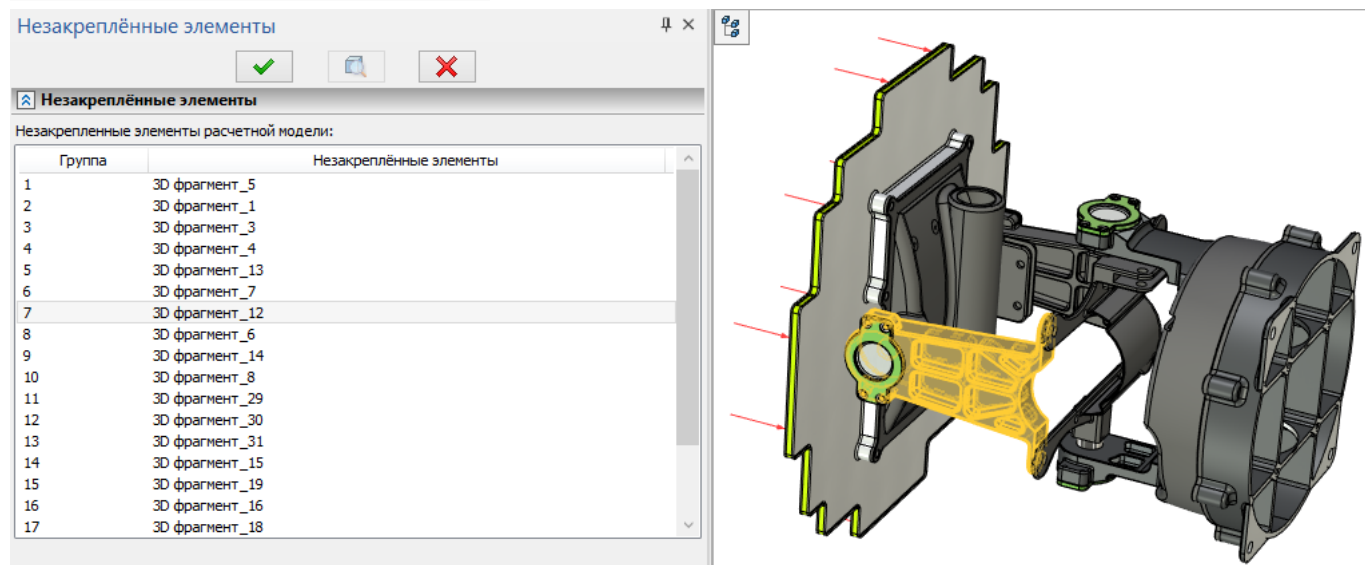 Незакреплённые элементы
Незакреплённые элементы
Незакрепленные элементы расчетной модели:
Группа Незакреплённые элементы
1 3D фрагмент_5
2 3D фрагмент_1
3 3D фрагмент_3
4 3D фрагмент_4
5 3D фрагмент_13
6 3D фрагмент_7
7 3D фрагмент_12
8 3D фрагмент_6
9 3D фрагмент_14
10 3D фрагмент_8
11 3D фрагмент_29
12 3D фрагмент_30
13 3D фрагмент_31
14 3D фрагмент_15
15 3D фрагмент_19
16 3D фрагмент_16
17 3D фрагмент_18